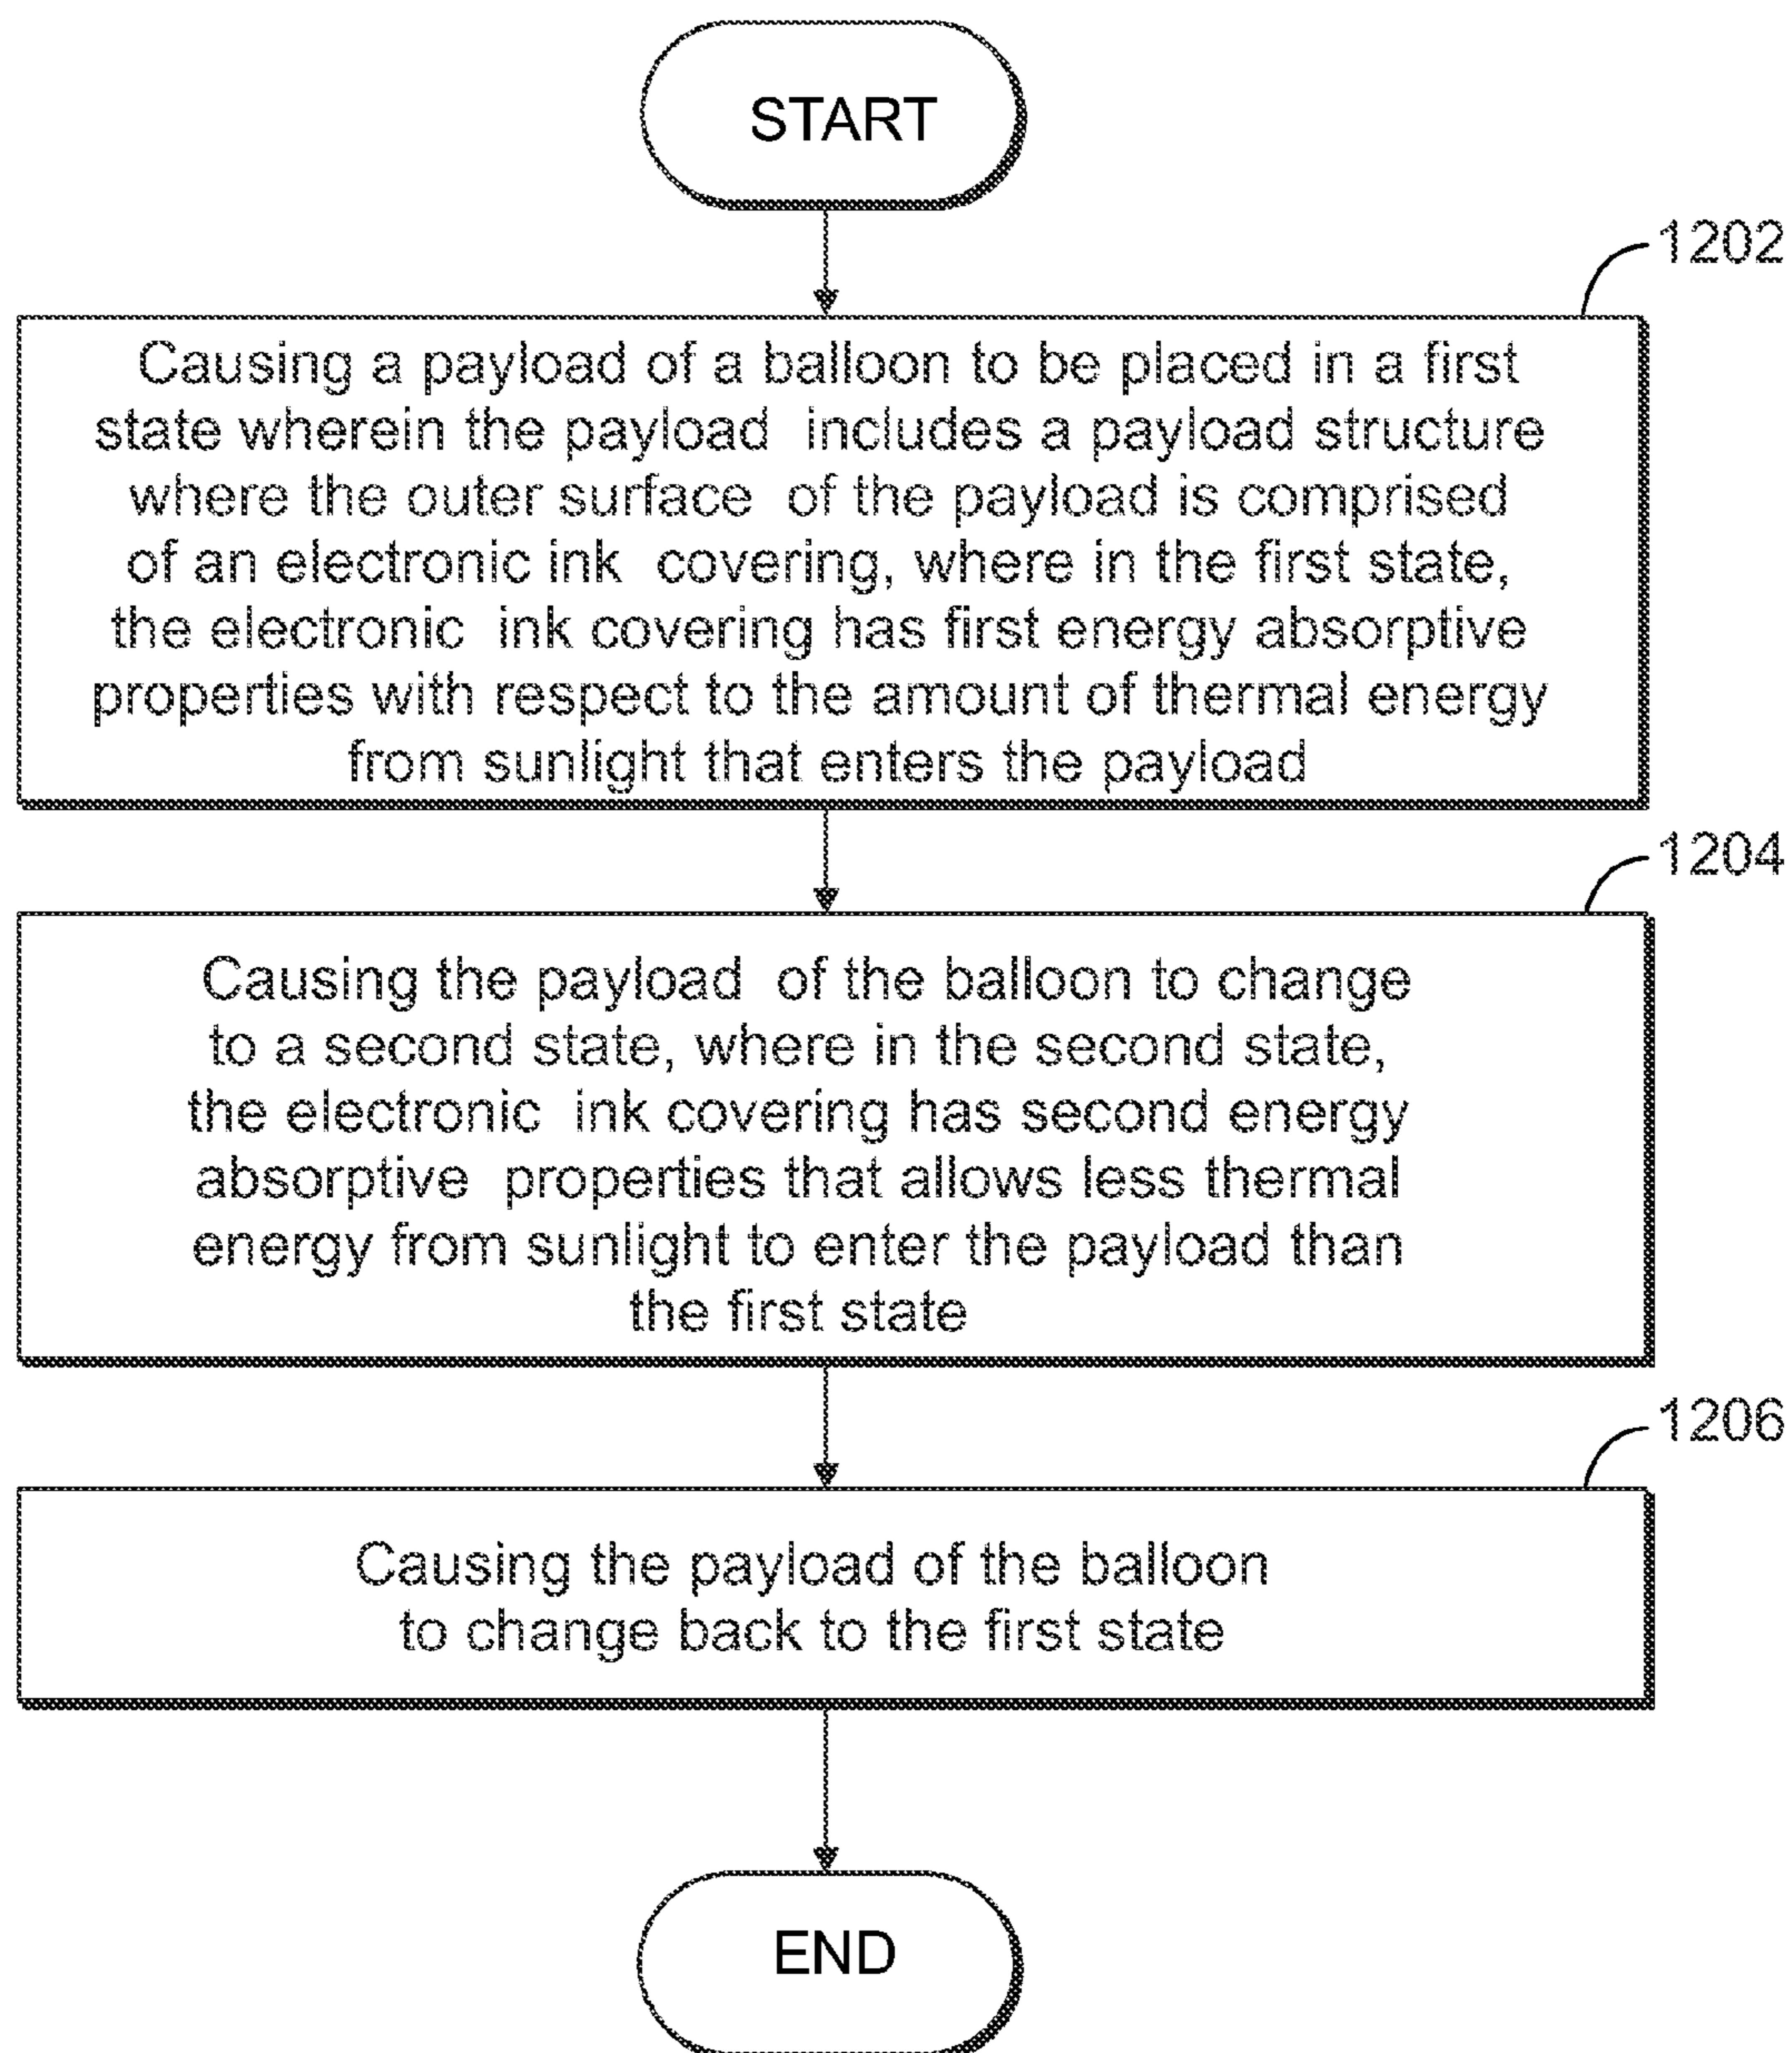 START
1202
Causing a payload of a balloon to be placed in a first
state wherein the payload includes a payload structure
where the outer surface of the payload is comprised
of an electronic ink covering, where in the first state,
the electronic ink covering has first energy absorptive
properties with respect to the amount of thermal energy
from sunlight that enters the payload
1204
Causing the payload of the balloon to change
to a second state, where in the second state,
the electronic ink covering has second energy
absorptive properties that allows less thermal
energy from sunlight to enter the payload than
the first state
1206
Causing the payload of the balloon
to change back to the first state
END